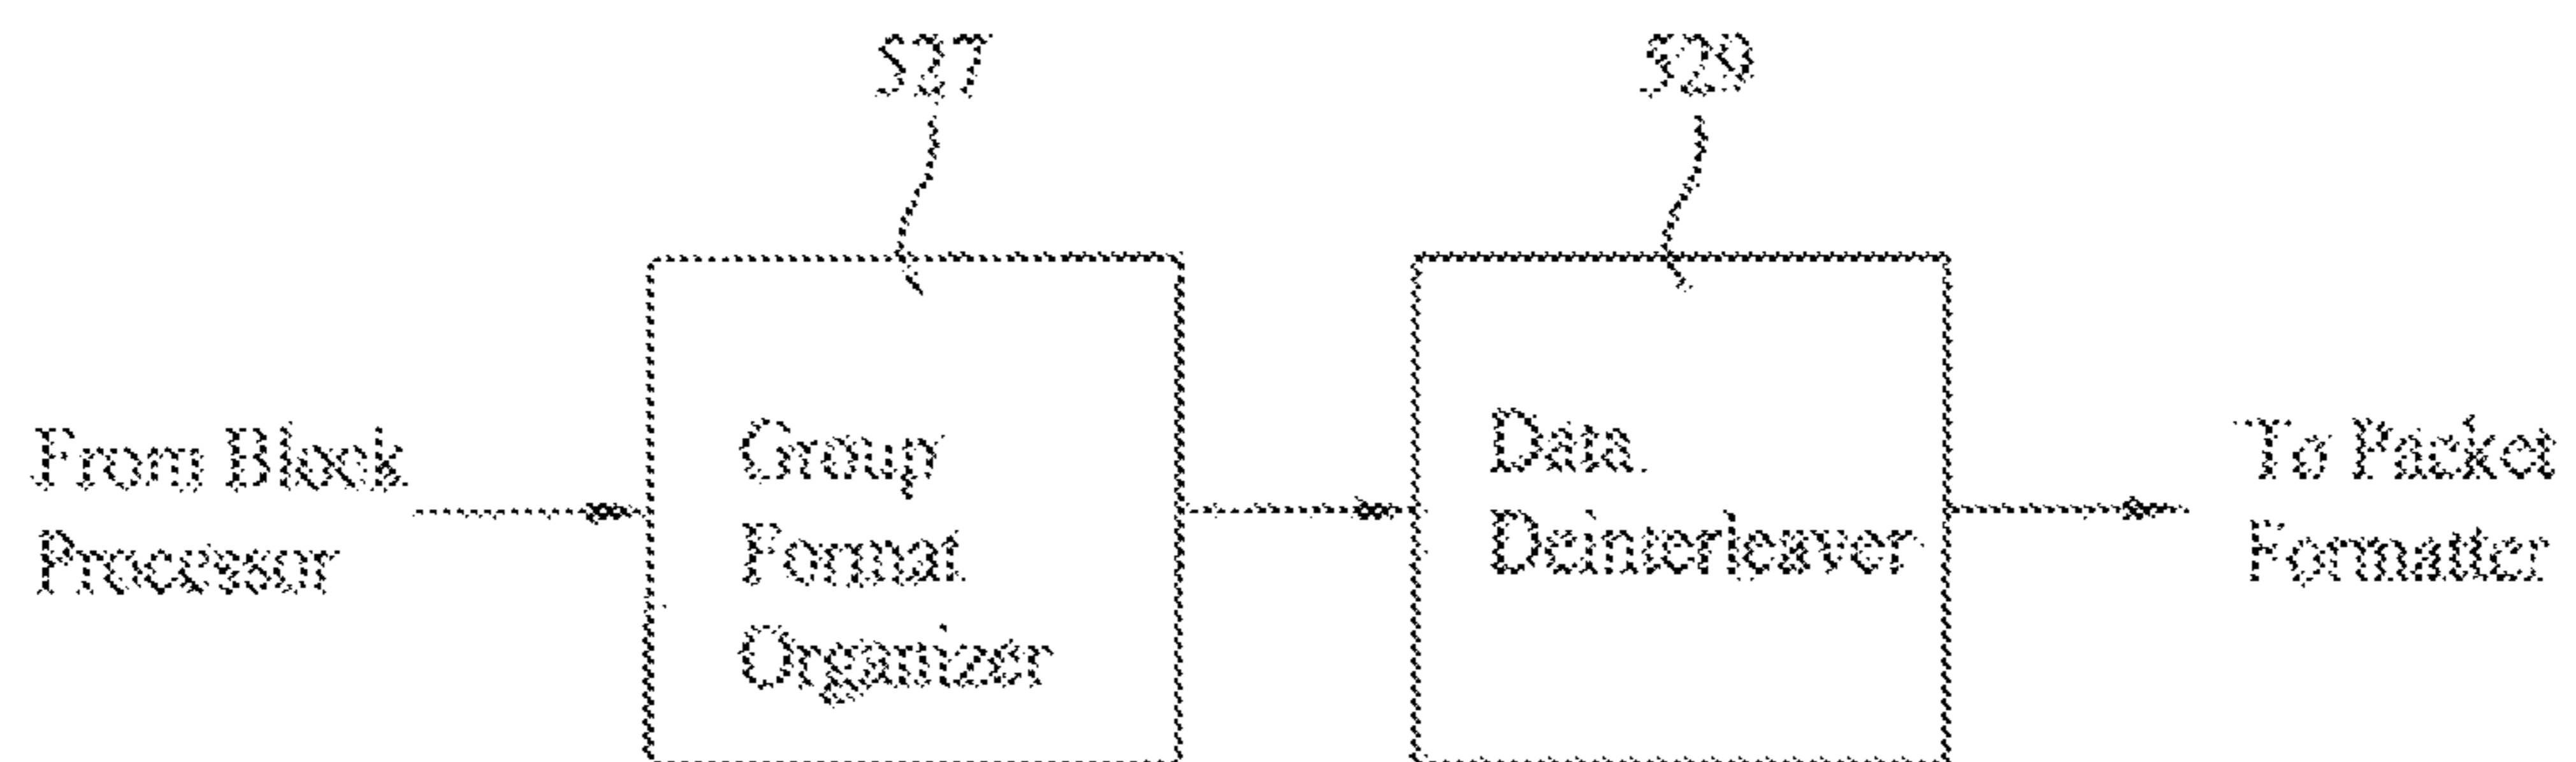 527
529
From Block
Processor
Group
Format
Organizer
Data
Deinterleaver
To Packet
Formatter